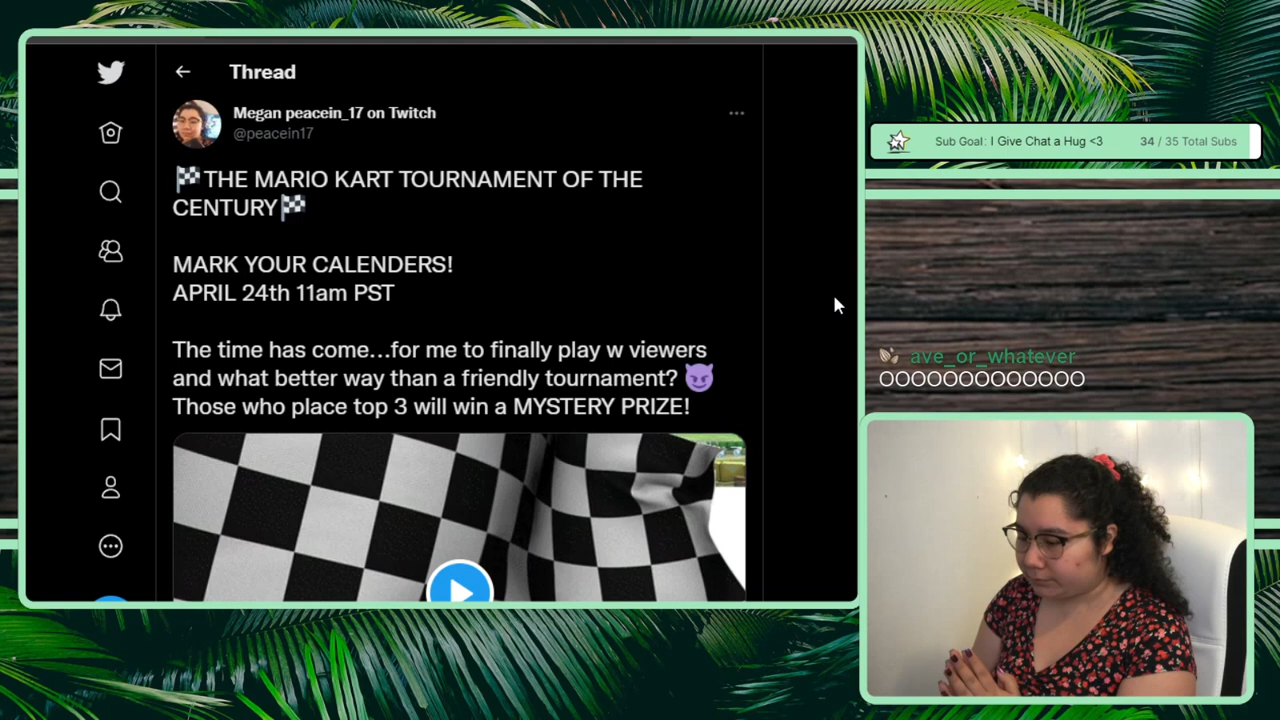 Thread
Megan peacein_17 on Twitch
@peacein17
THE MARIO KART TOURNAMENT OF THE
CENTURY
MARK YOUR CALENDERS!
APRIL 24th 11am PST
The time has come...for me to finally play w viewers
and what better way than a friendly tournament?
Those who place top 3 will win a MYSTERY PRIZE!
Sub Goal: I Give Chat a Hug <3 34 / 35 Total Subs
ave_or_whatever
OOOOOOOOOOOOO